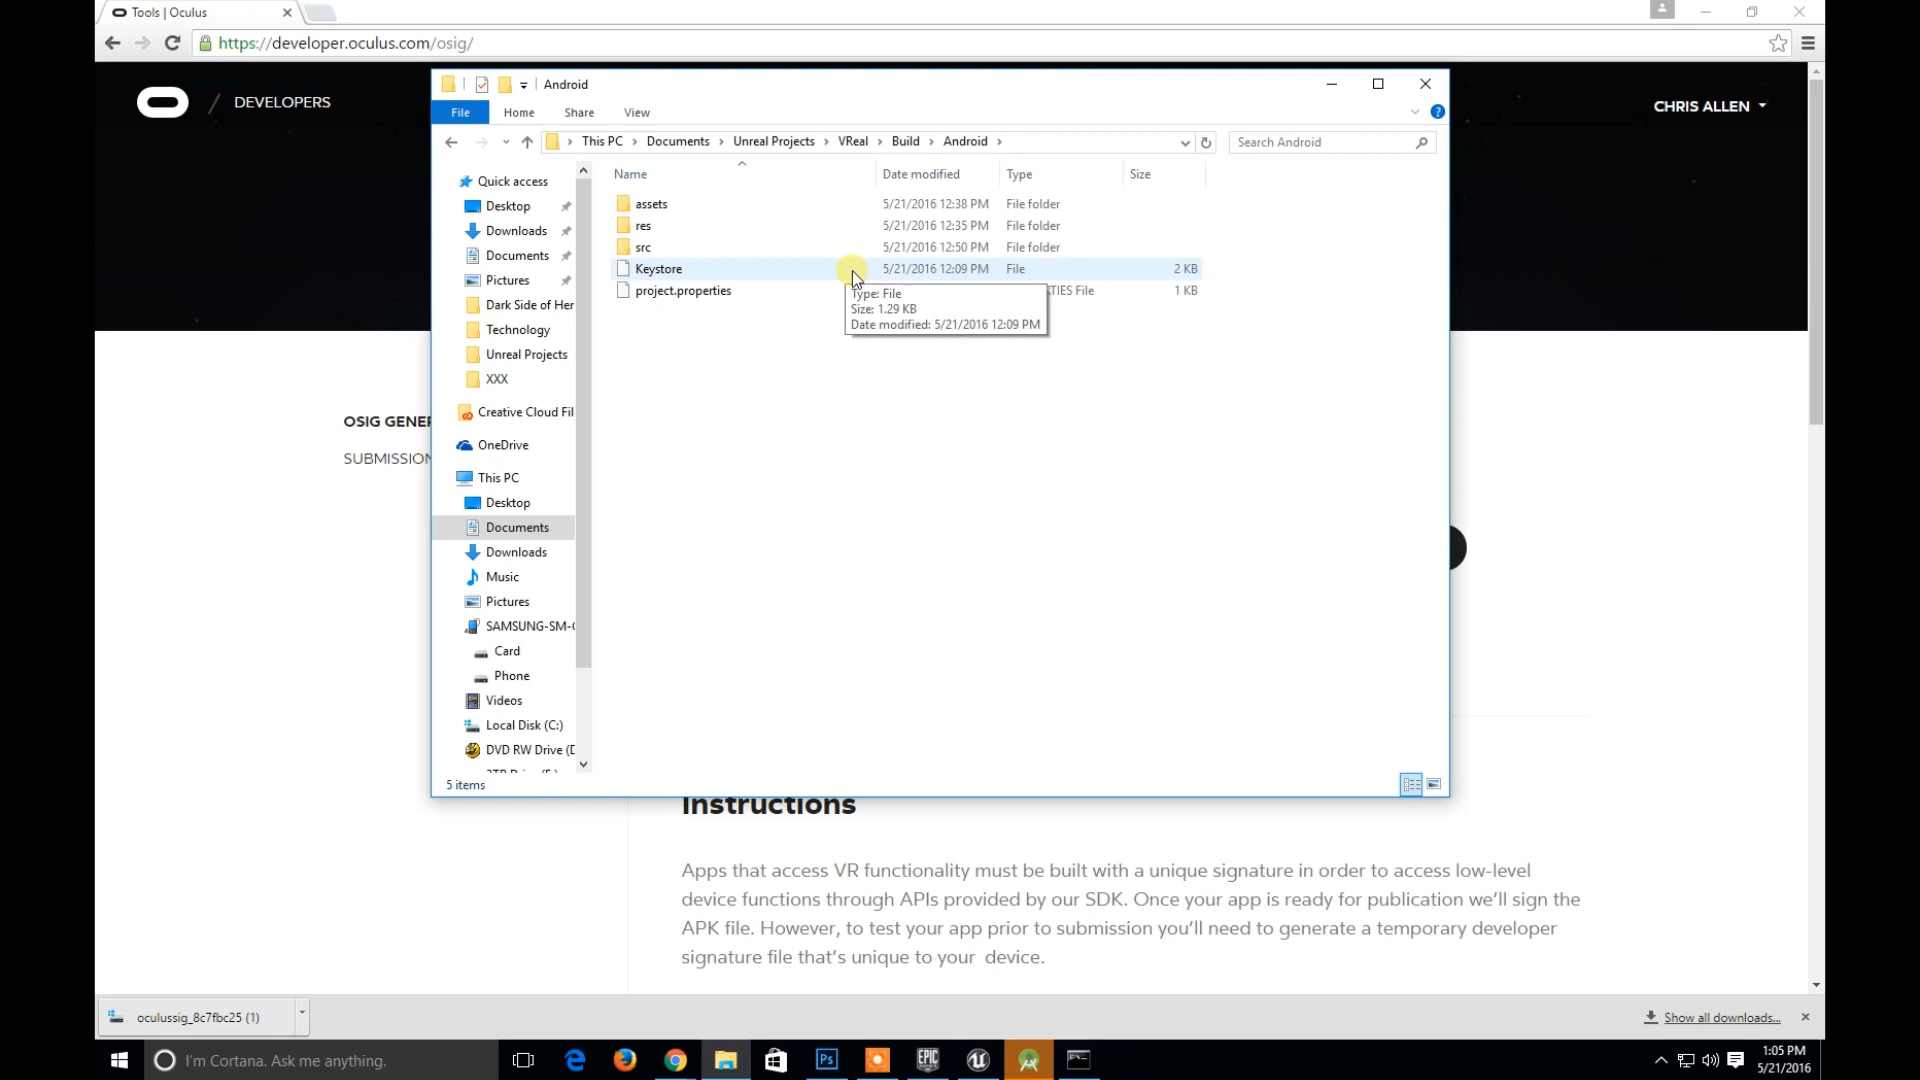 Tools | Oculus
https://developer.oculus.com/osig/
DEVELOPERS
CHRIS ALLEN
Android
File
Home
Share
View
This PC
Documents
Unreal Projects
VReal
Build
Android
Search Android
Name
Date modified
Type
Size
assets
5/21/2016 12:38 PM
File folder
res
5/21/2016 12:35 PM
File folder
src
5/21/2016 12:50 PM
File folder
Keystore
5/21/2016 12:09 PM
File
2 KB
project.properties
TIES File
1 KB
Type: File
Size: 1.29 KB
Date modified: 5/21/2016 12:09 PM
Quick access
Desktop
Downloads
Documents
Pictures
Dark Side of Her
Technology
Unreal Projects
XXX
Creative Cloud Fil
OneDrive
This PC
Desktop
Documents
Downloads
Music
Pictures
SAMSUNG-SM-
Card
Phone
Videos
Local Disk (C:)
DVD RW Drive (D
5 items
OSIG GENER
SUBMISSION
Instructions
Apps that access VR functionality must be built with a unique signature in order to access low-level
device functions through APIs provided by our SDK. Once your app is ready for publication we'll sign the
APK file. However, to test your app prior to submission you'll need to generate a temporary developer
signature file that's unique to your device.
oculussig_8c7fbc25 (1)
Show all downloads...
I'm Cortana. Ask me anything.
Ps
EPIC
1:05 PM
5/21/2016